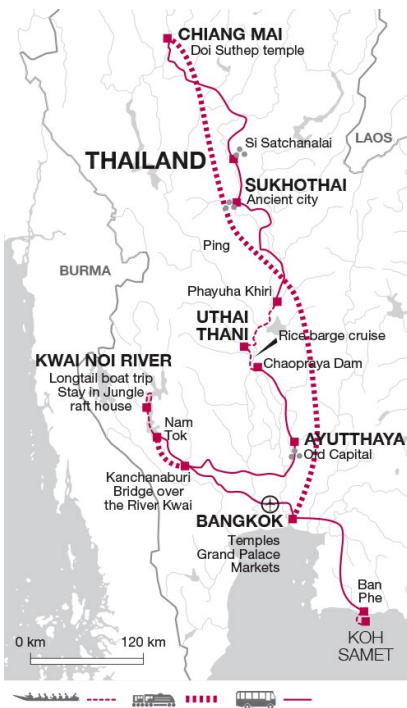 CHIANG MAI
Doi Suthep temple
Si Satchanalai
LAOS
THAILAND
SUKHOTHAI
Ancient city
Ping
BURMA
Phayuha Khiri
UTHAI
THANI
Rice barge cruise
Chaopraya Dam
KWAI NOI RIVER
Longtail boat trip
Stay in Jungle
raft house
Nam
Tok
AYUTTHAYA
Old Capital
Kanchanaburi
Bridge over
the River Kwai
BANGKOK
Temples
Grand Palace
Markets
Ban
Phe
KOH
SAMET
0 km
120 km